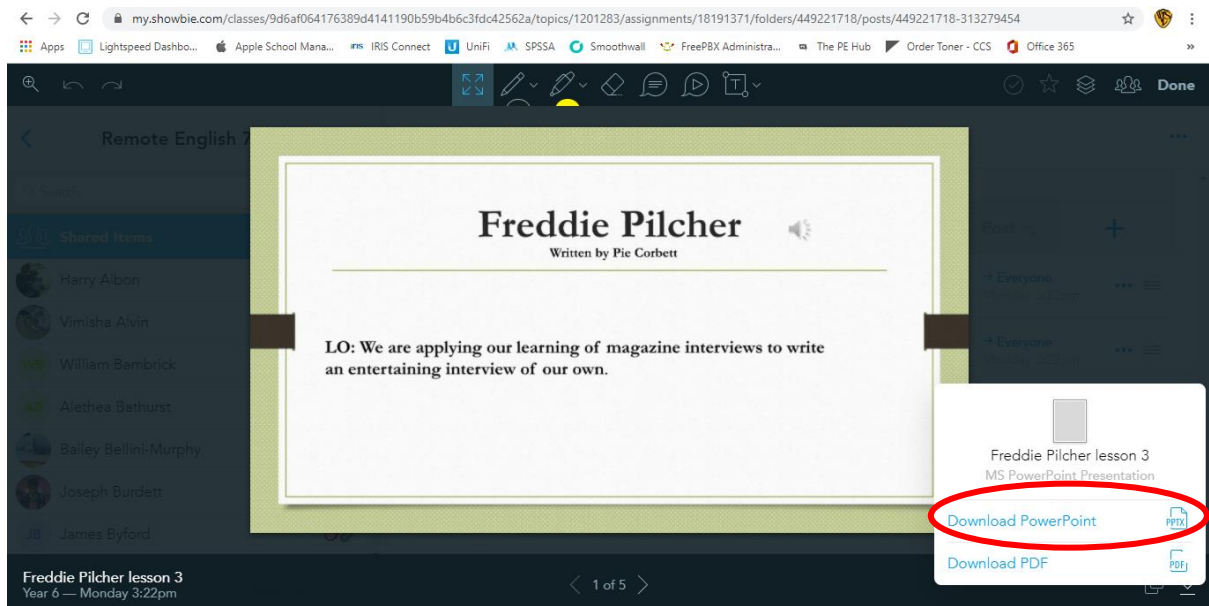 my.showbie.com/classes/9d6af064176389d4141190b59b4b6c3fdc42562a/topics/1201283/assignments/18191371/folders/449221718/posts/449221718-313279454
Apps Lightspeed Dashbo... Apple School Mana... IRIS IRIS Connect U UniFi SPSSA Smoothwall FreePBX Administra... The PE Hub Order Toner - CCS Office 365 »
T Done
Remote English 7
Search
Shared Items
Post
Harry Albon
Everyone
Vimisha Alvin
Everyone
William Bambrick
Alethea Bathurst
Bailey Bellini-Murphy
Joseph Burdett
JB James Byford
Freddie Pilcher
Written by Pie Corbett
LO: We are applying our learning of magazine interviews to write
an entertaining interview of our own.
Freddie Pilcher lesson 3
MS PowerPoint Presentation
Download PowerPoint PPTX
Download PDF PDF
Freddie Pilcher lesson 3
Year 6 — Monday 3:22pm
1 of 5